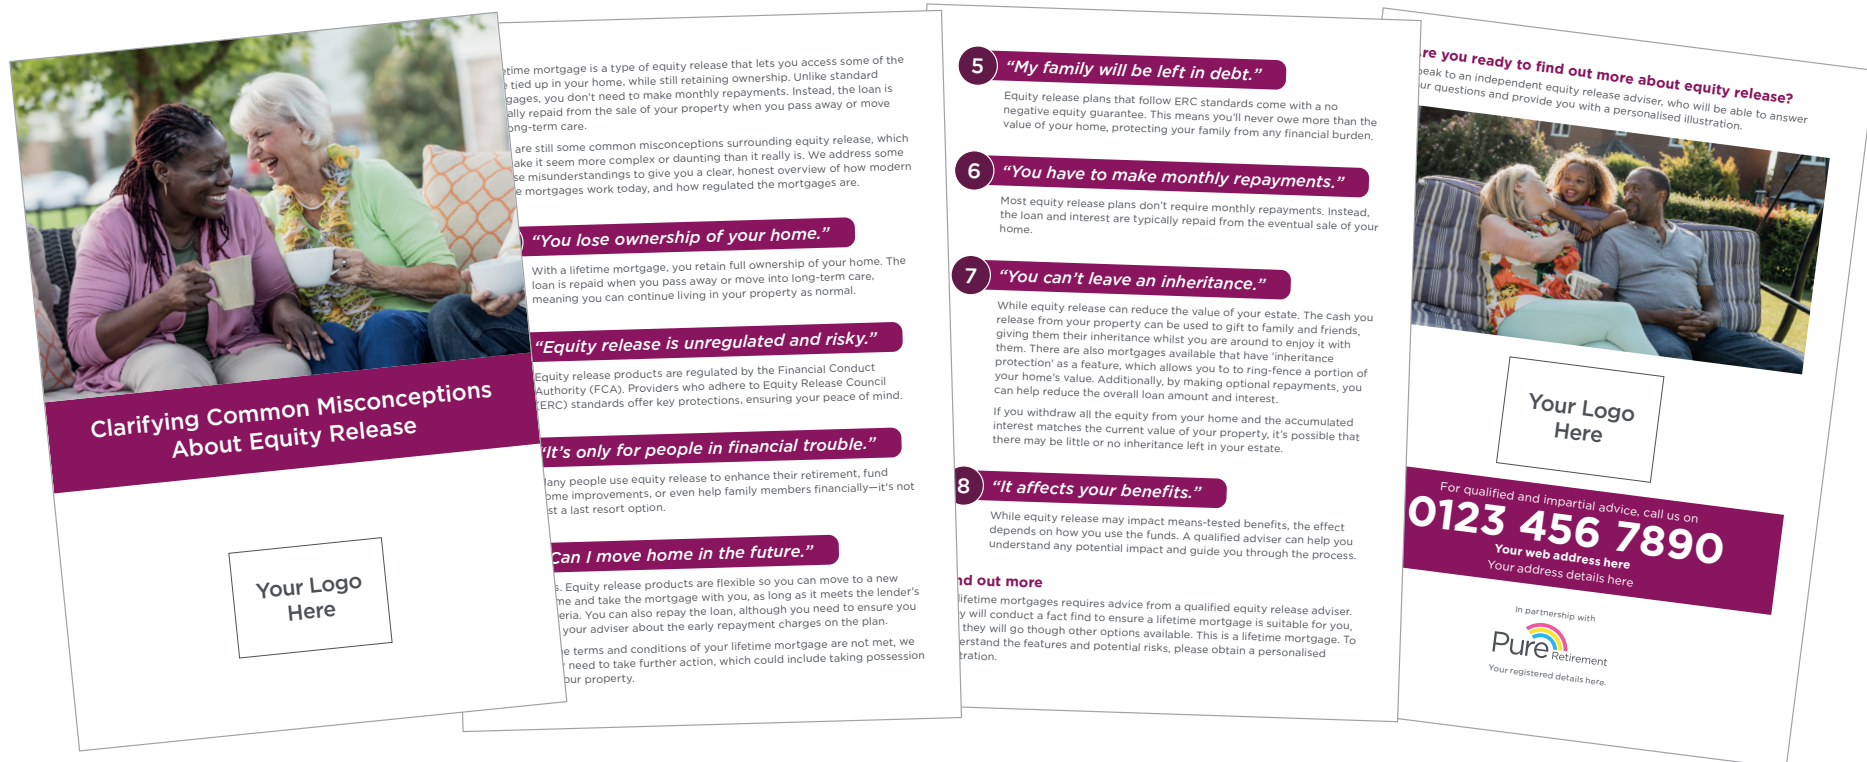 Clarifying Common Misconceptions
About Equity Release
Your Logo
Here
mortgage is a type of equity release that lets you access some of the
tied up in your home, while still retaining ownership. Unlike standard
you don't need to make monthly repayments. Instead, the loan is
repaid from the sale of your property when you pass away or move
care.
are still some common misconceptions surrounding equity release, which
it seem more complex or daunting than it really is. We address some
misunderstandings to give you a clear, honest overview of how modern
mortgages work today, and how regulated the mortgages are.
“You lose ownership of your home.”
With a lifetime mortgage, you retain full ownership of your home. The
loan is repaid when you pass away or move into long-term care,
meaning you can continue living in your property as normal.
“Equity release is unregulated and risky.”
Equity release products are regulated by the Financial Conduct
Authority (FCA). Providers who adhere to Equity Release Council
(ERC) standards offer key protections, ensuring your peace of mind.
“It’s only for people in financial trouble.”
people use equity release to enhance their retirement, fund
improvements, or even help family members financially—it's not
a last resort option.
Can I move home in the future.”
Equity release products are flexible so you can move to a new
and take the mortgage with you, as long as it meets the lender's
You can also repay the loan, although you need to ensure you
your adviser about the early repayment charges on the plan.
terms and conditions of your lifetime mortgage are not met, we
need to take further action, which could include taking possession
property.
5 “My family will be left in debt.”
Equity release plans that follow ERC standards come with a no
negative equity guarantee. This means you’ll never owe more than the
value of your home, protecting your family from any financial burden.
6 “You have to make monthly repayments.”
Most equity release plans don’t require monthly repayments. Instead,
the loan and interest are typically repaid from the eventual sale of your
home.
7 “You can’t leave an inheritance.”
While equity release can reduce the value of your estate. The cash you
release from your property can be used to gift to family and friends,
giving them their inheritance whilst you are around to enjoy it with
them. There are also mortgages available that have ‘inheritance
protection’ as a feature, which allows you to to ring-fence a portion of
your home’s value. Additionally, by making optional repayments, you
can help reduce the overall loan amount and interest.
If you withdraw all the equity from your home and the accumulated
interest matches the current value of your property, it’s possible that
there may be little or no inheritance left in your estate.
8 “It affects your benefits.”
While equity release may impact means-tested benefits, the effect
depends on how you use the funds. A qualified adviser can help you
understand any potential impact and guide you through the process.
out more
lifetime mortgages requires advice from a qualified equity release adviser.
will conduct a fact find to ensure a lifetime mortgage is suitable for you,
they will go though other options available. This is a lifetime mortgage. To
the features and potential risks, please obtain a personalised
you ready to find out more about equity release?
to an independent equity release adviser, who will be able to answer
questions and provide you with a personalised illustration.
Your Logo
Here
For qualified and impartial advice, call us on
0123 456 7890
Your web address here
Your address details here
In partnership with
Pure Retirement
Your registered details here.